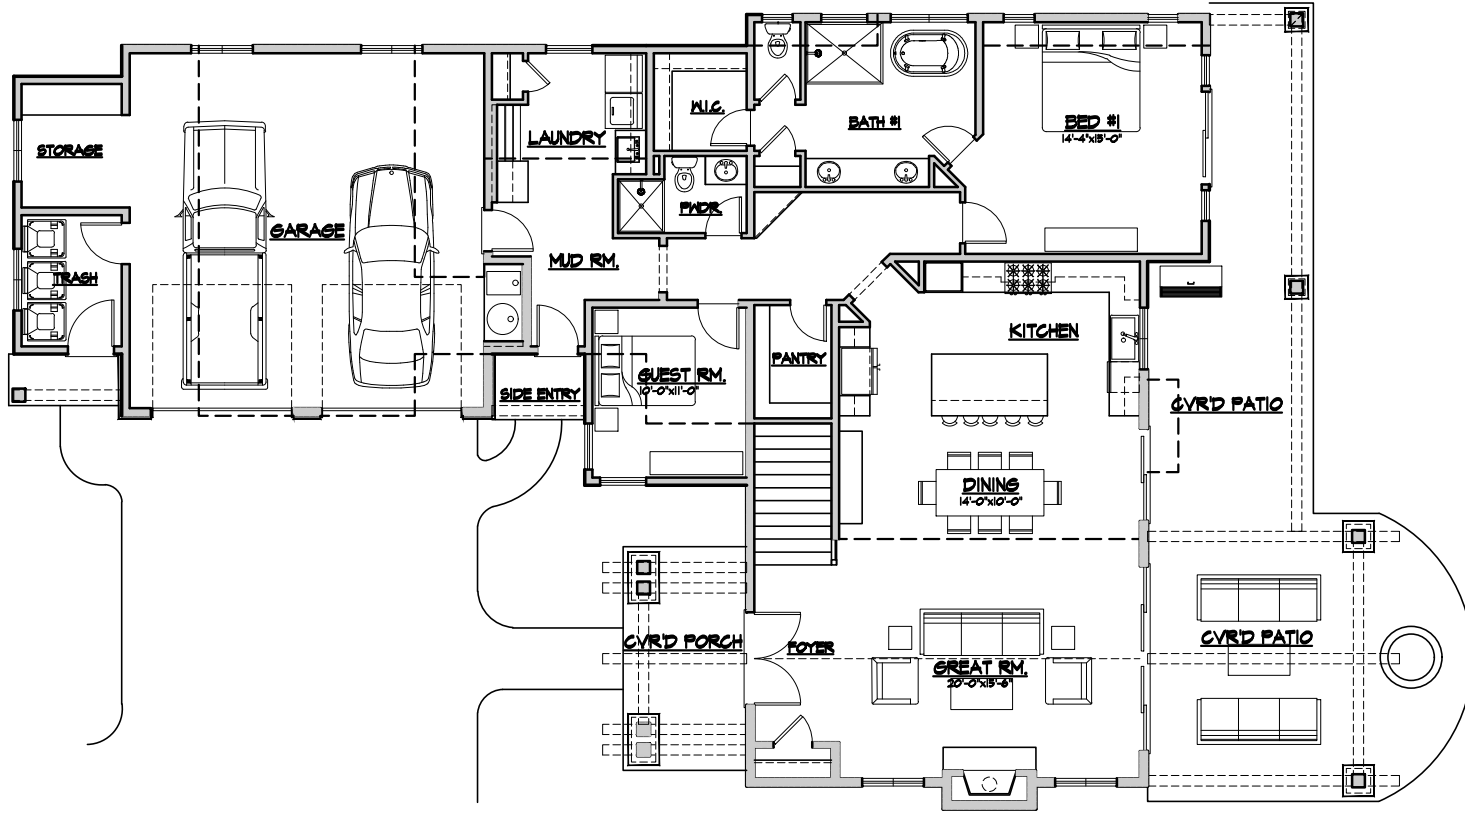 W.I.C.
BATH #1
BED #1
14'-4"x15'-0"
LAUNDRY
STORAGE
PWDR.
GARAGE
MUD RM.
TRASH
KITCHEN
PANTRY
GUEST RM.
10'-0"x11'-0"
SIDE ENTRY
CVR'D PATIO
DINING
14'-0"x10'-0"
CVR'D PORCH
FOYER
CVR'D PATIO
GREAT RM.
20'-0"x15'-6"